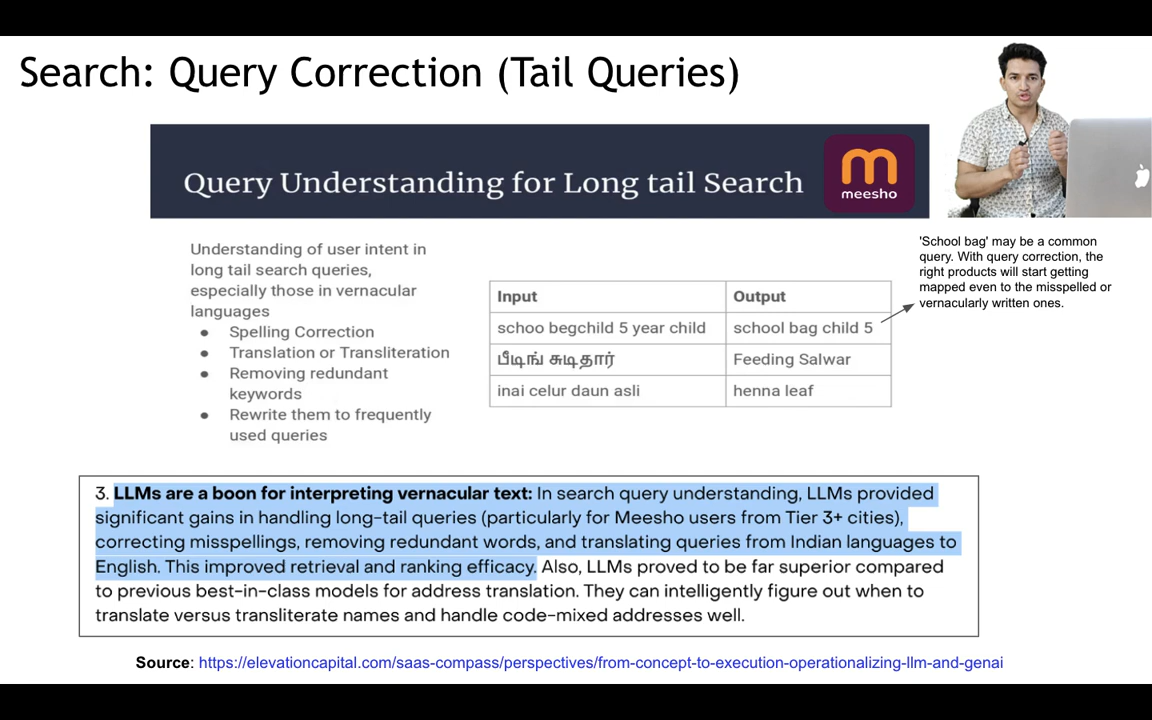 Search: Query Correction (Tail Queries)
Query Understanding for Long tail Search
meesho
Understanding of user intent in
long tail search queries,
especially those in vernacular
languages
● Spelling Correction
● Translation or Transliteration
● Removing redundant
keywords
● Rewrite them to frequently
used queries
Input Output
schoo begchild 5 year child school bag child 5
பீடிங் சுடிதார் Feeding Salwar
inai celur daun asli henna leaf
'School bag' may be a common
query. With query correction, the
right products will start getting
mapped even to the misspelled or
vernacularly written ones.
3. LLMs are a boon for interpreting vernacular text: In search query understanding, LLMs provided
significant gains in handling long-tail queries (particularly for Meesho users from Tier 3+ cities),
correcting misspellings, removing redundant words, and translating queries from Indian languages to
English. This improved retrieval and ranking efficacy. Also, LLMs proved to be far superior compared
to previous best-in-class models for address translation. They can intelligently figure out when to
translate versus transliterate names and handle code-mixed addresses well.
Source: https://elevationcapital.com/saas-compass/perspectives/from-concept-to-execution-operationalizing-llm-and-genai